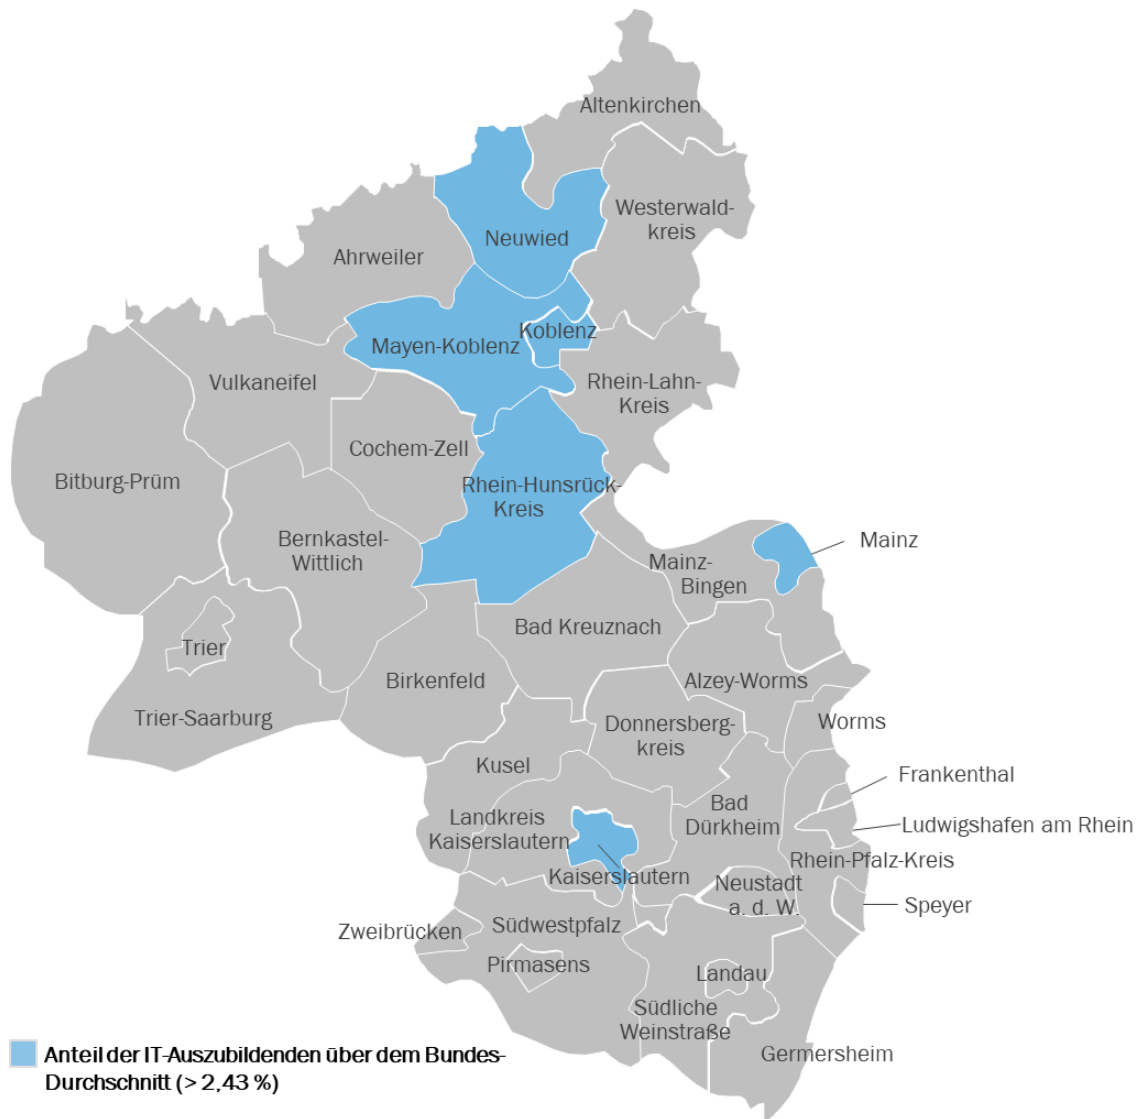 Altenkirchen
Westerwald-
kreis
Neuwied
Ahrweiler
Koblenz
Mayen-Koblenz
Vulkaneifel
Rhein-Lahn-
Kreis
Cochem-Zell
Bitburg-Prüm
Rhein-Hunsrück-
Kreis
Bernkastel-
Wittlich
Mainz
Mainz-
Bingen
Bad Kreuznach
Trier
Birkenfeld
Alzey-Worms
Trier-Saarburg
Donnersberg-
kreis
Worms
Kusel
Frankenthal
Landkreis
Kaiserslautern
Bad
Dürkheim
Ludwigshafen am Rhein
Rhein-Pfalz-Kreis
Kaiserslautern
Neustadt
a. d. W.
Speyer
Zweibrücken
Südwestpfalz
Pirmasens
Landau
Südliche
Weinstraße
Germersheim
Anteil der IT-Auszubildenden über dem Bundes-
Durchschnitt (> 2,43 %)